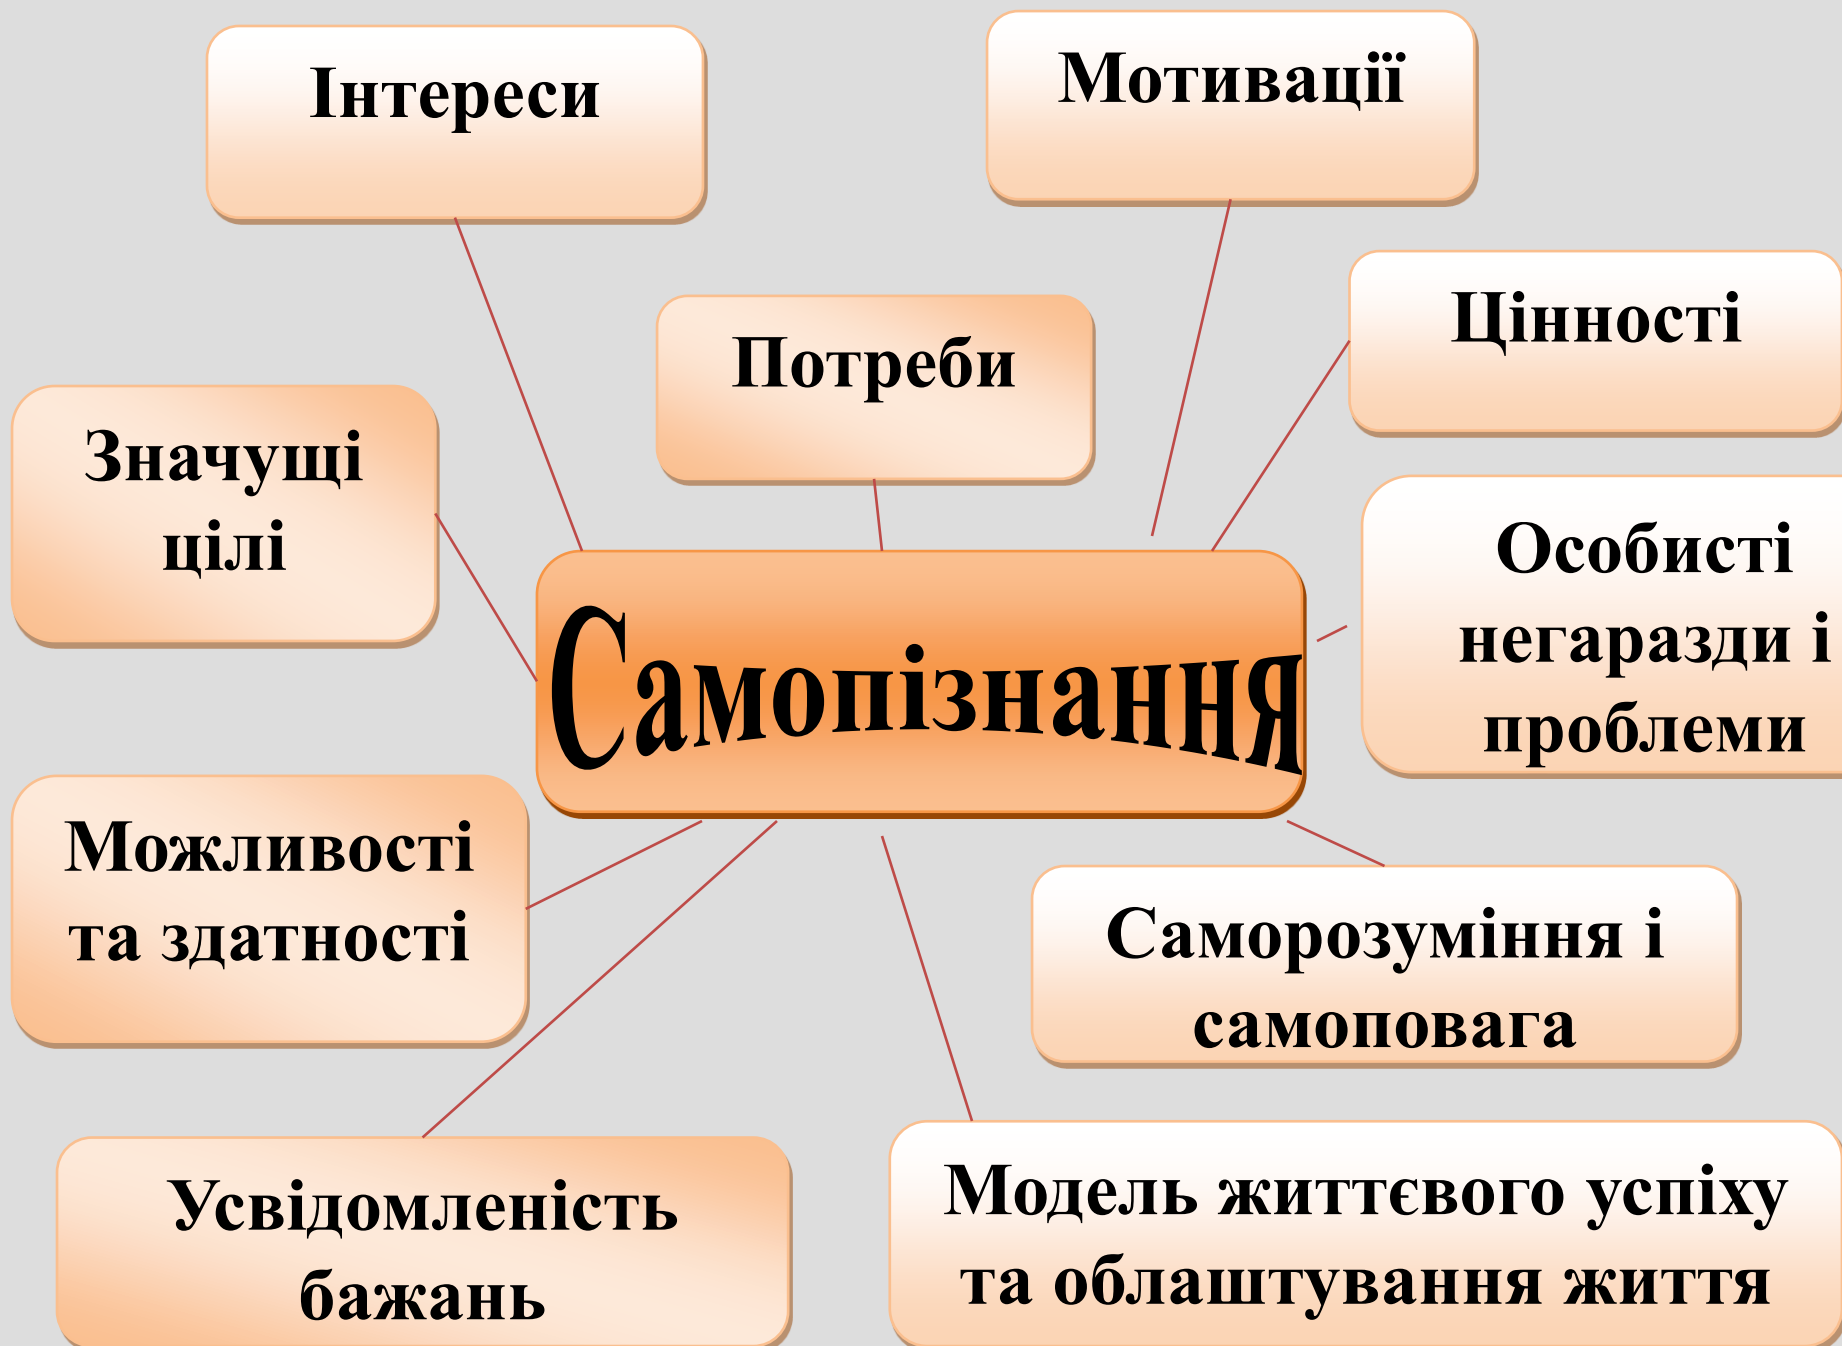 Інтереси
Мотивації
Потреби
Цінності
Значущі
цілі
Особисті
негаразди і
проблеми
Самопізнання
Можливості
та здатності
Саморозуміння і
самоповага
Усвідомленість
бажань
Модель життєвого успіху
та облаштування життя